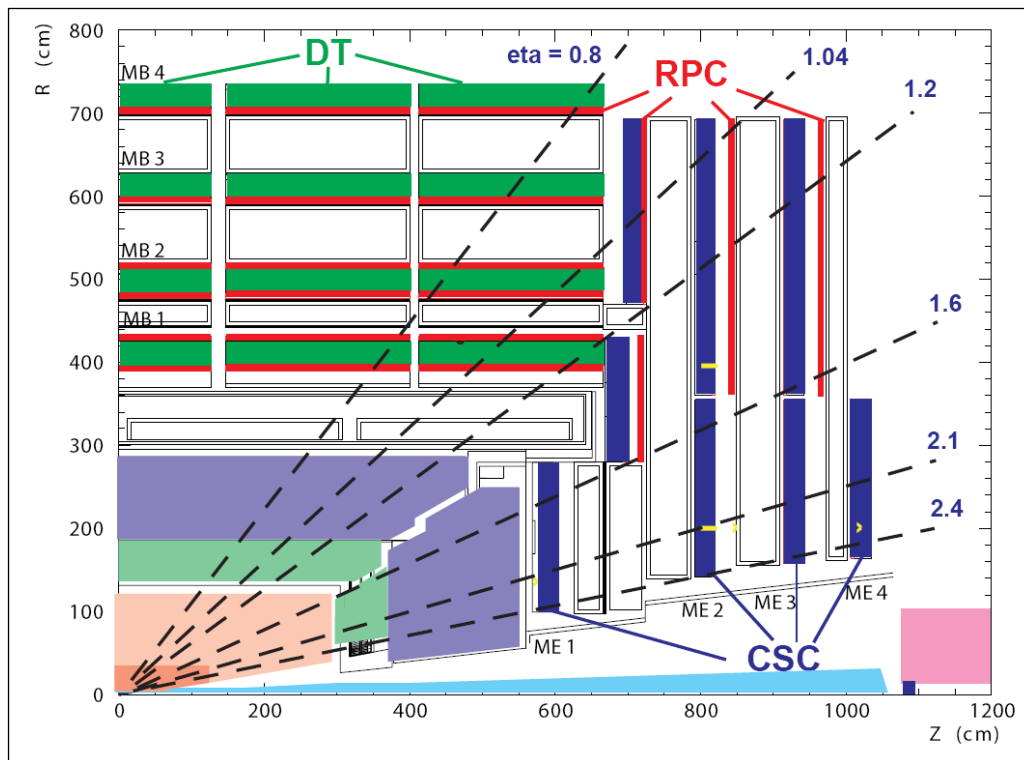 800
R (cm)
700
600
500
400
300
200
100
0
MB 4
MB 3
MB 2
MB 1
DT
eta = 0.8
RPC
1.04
1.2
1.6
2.1
2.4
ME 1
ME 2
ME 3
ME 4
CSC
0
200
400
600
800
1000
1200
Z (cm)